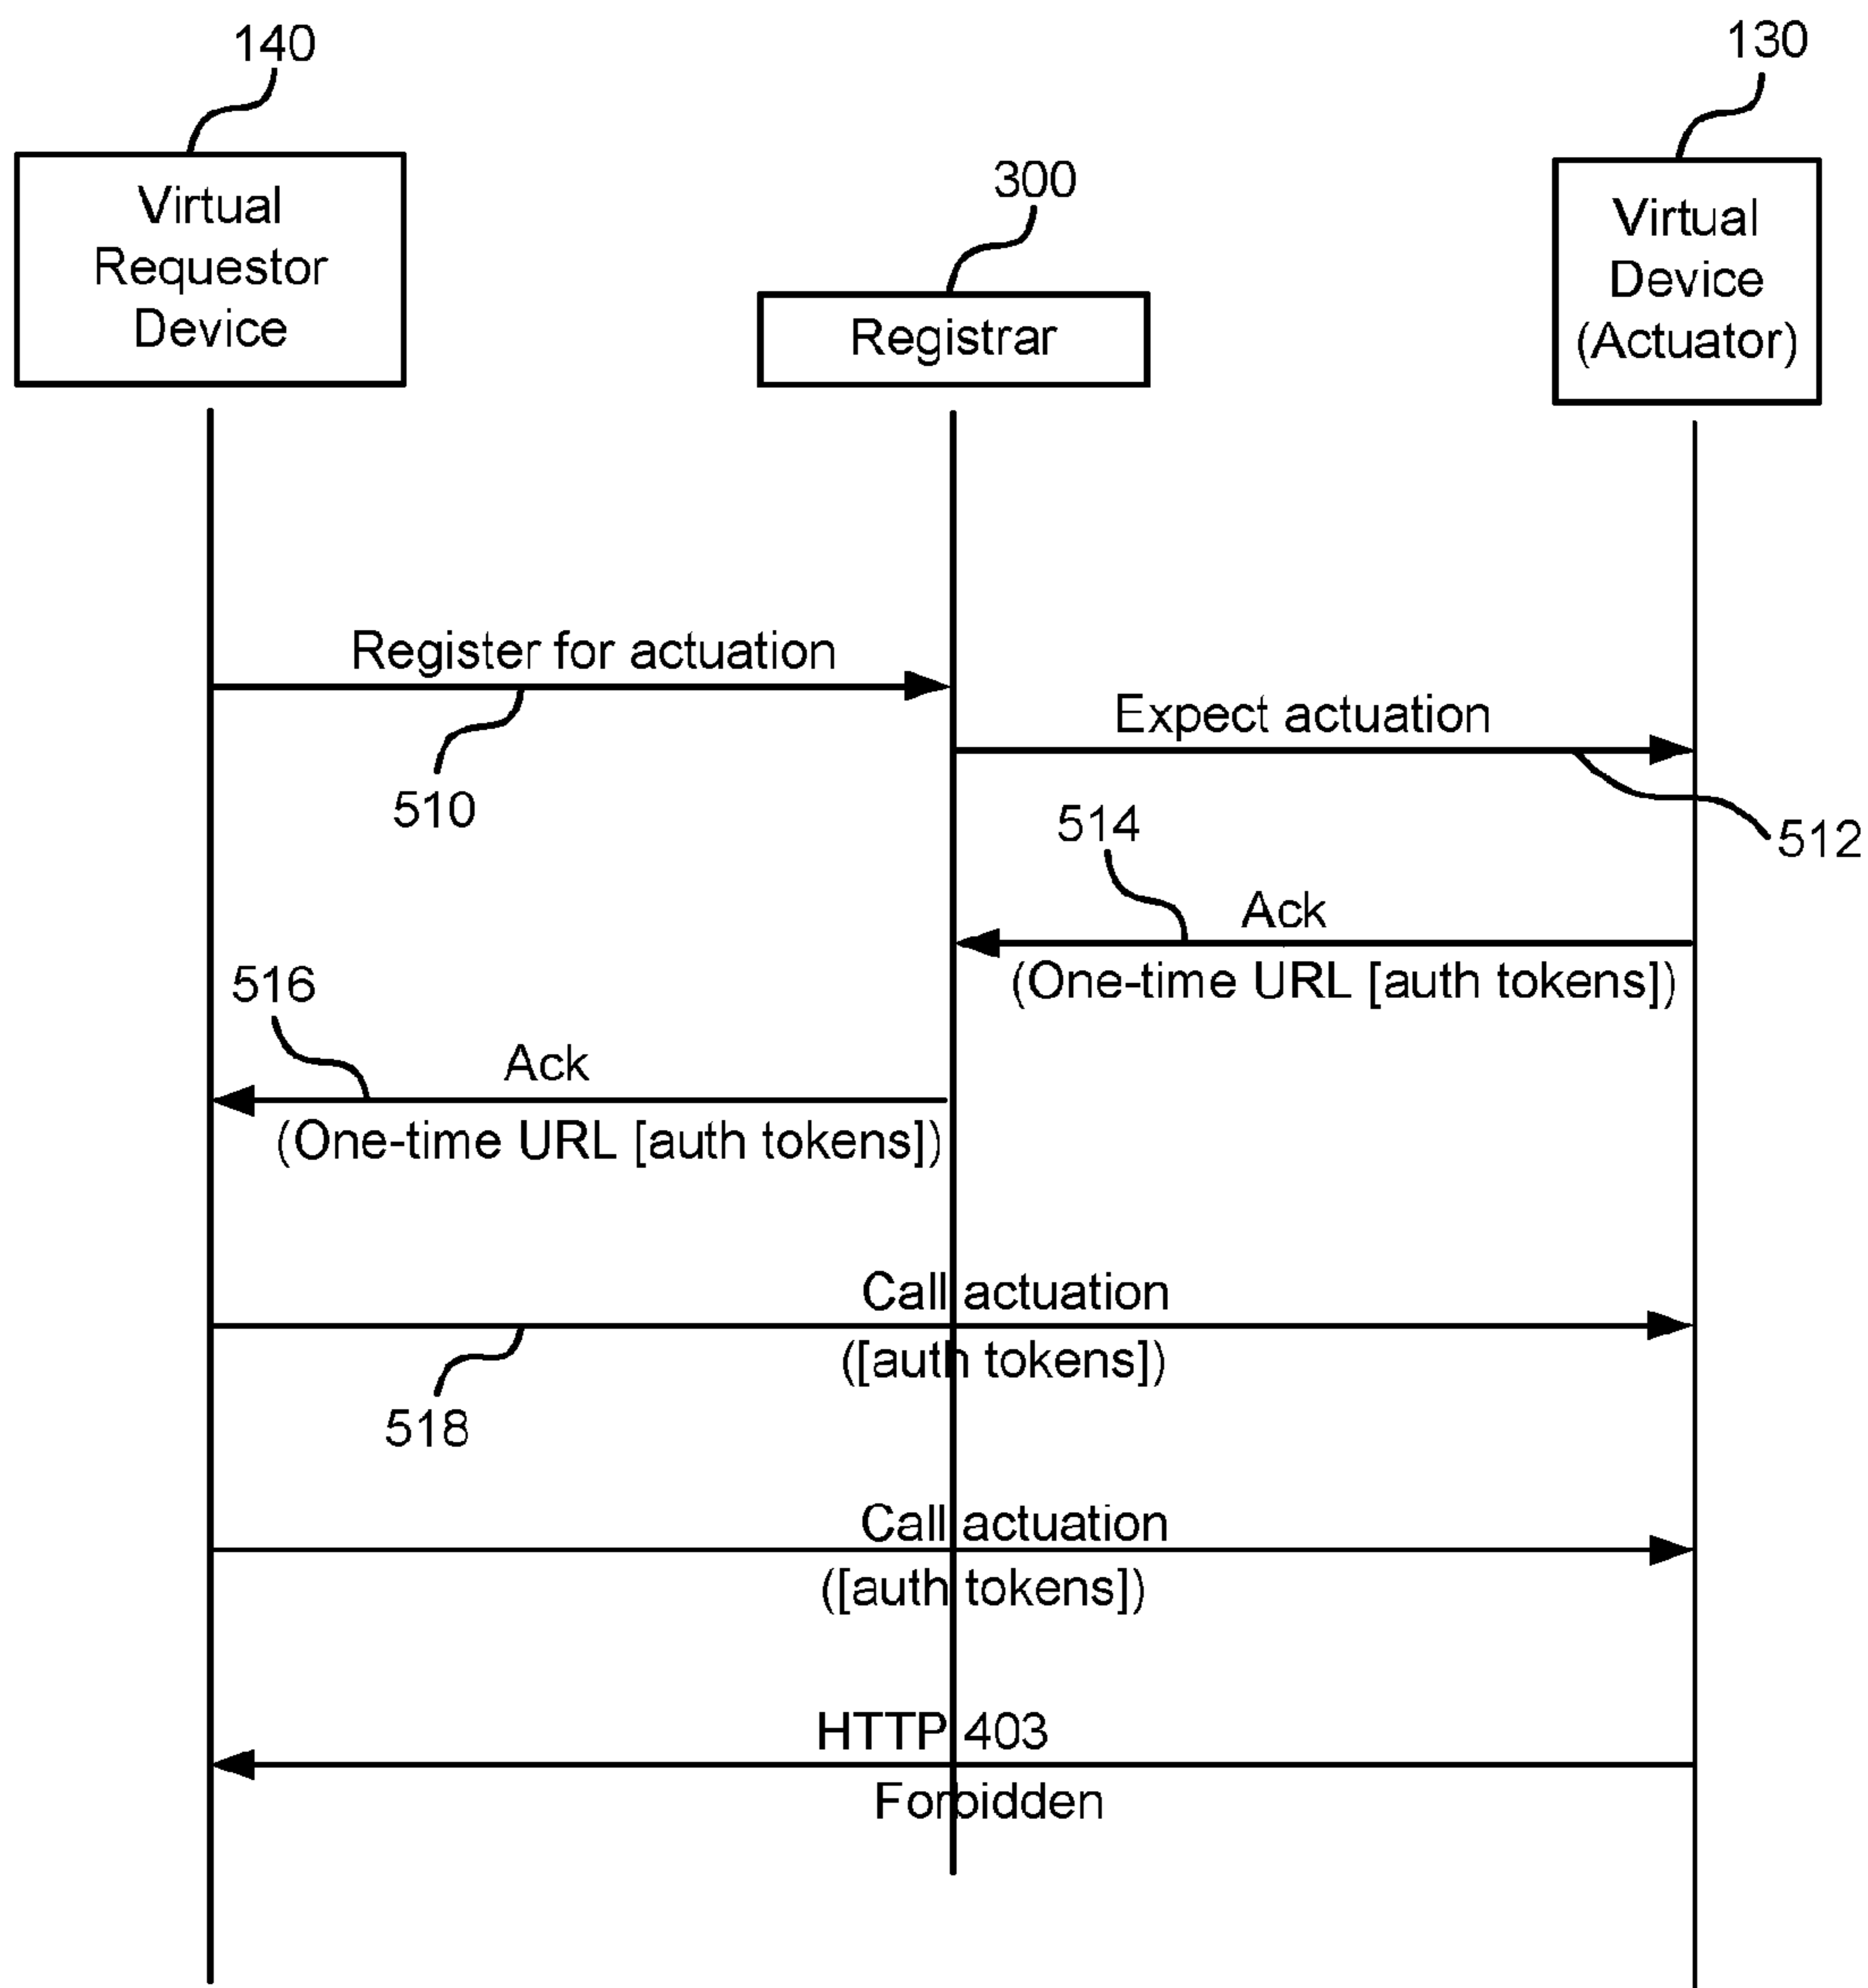 140
130
300
Virtual
Requestor
Device
Registrar
Virtual
Device
(Actuator)
Register for actuation
510
Expect actuation
512
514
Ack
(One-time URL [auth tokens])
516
Ack
(One-time URL [auth tokens])
Call actuation
([auth tokens])
518
Call actuation
([auth tokens])
HTTP 403
Forbidden